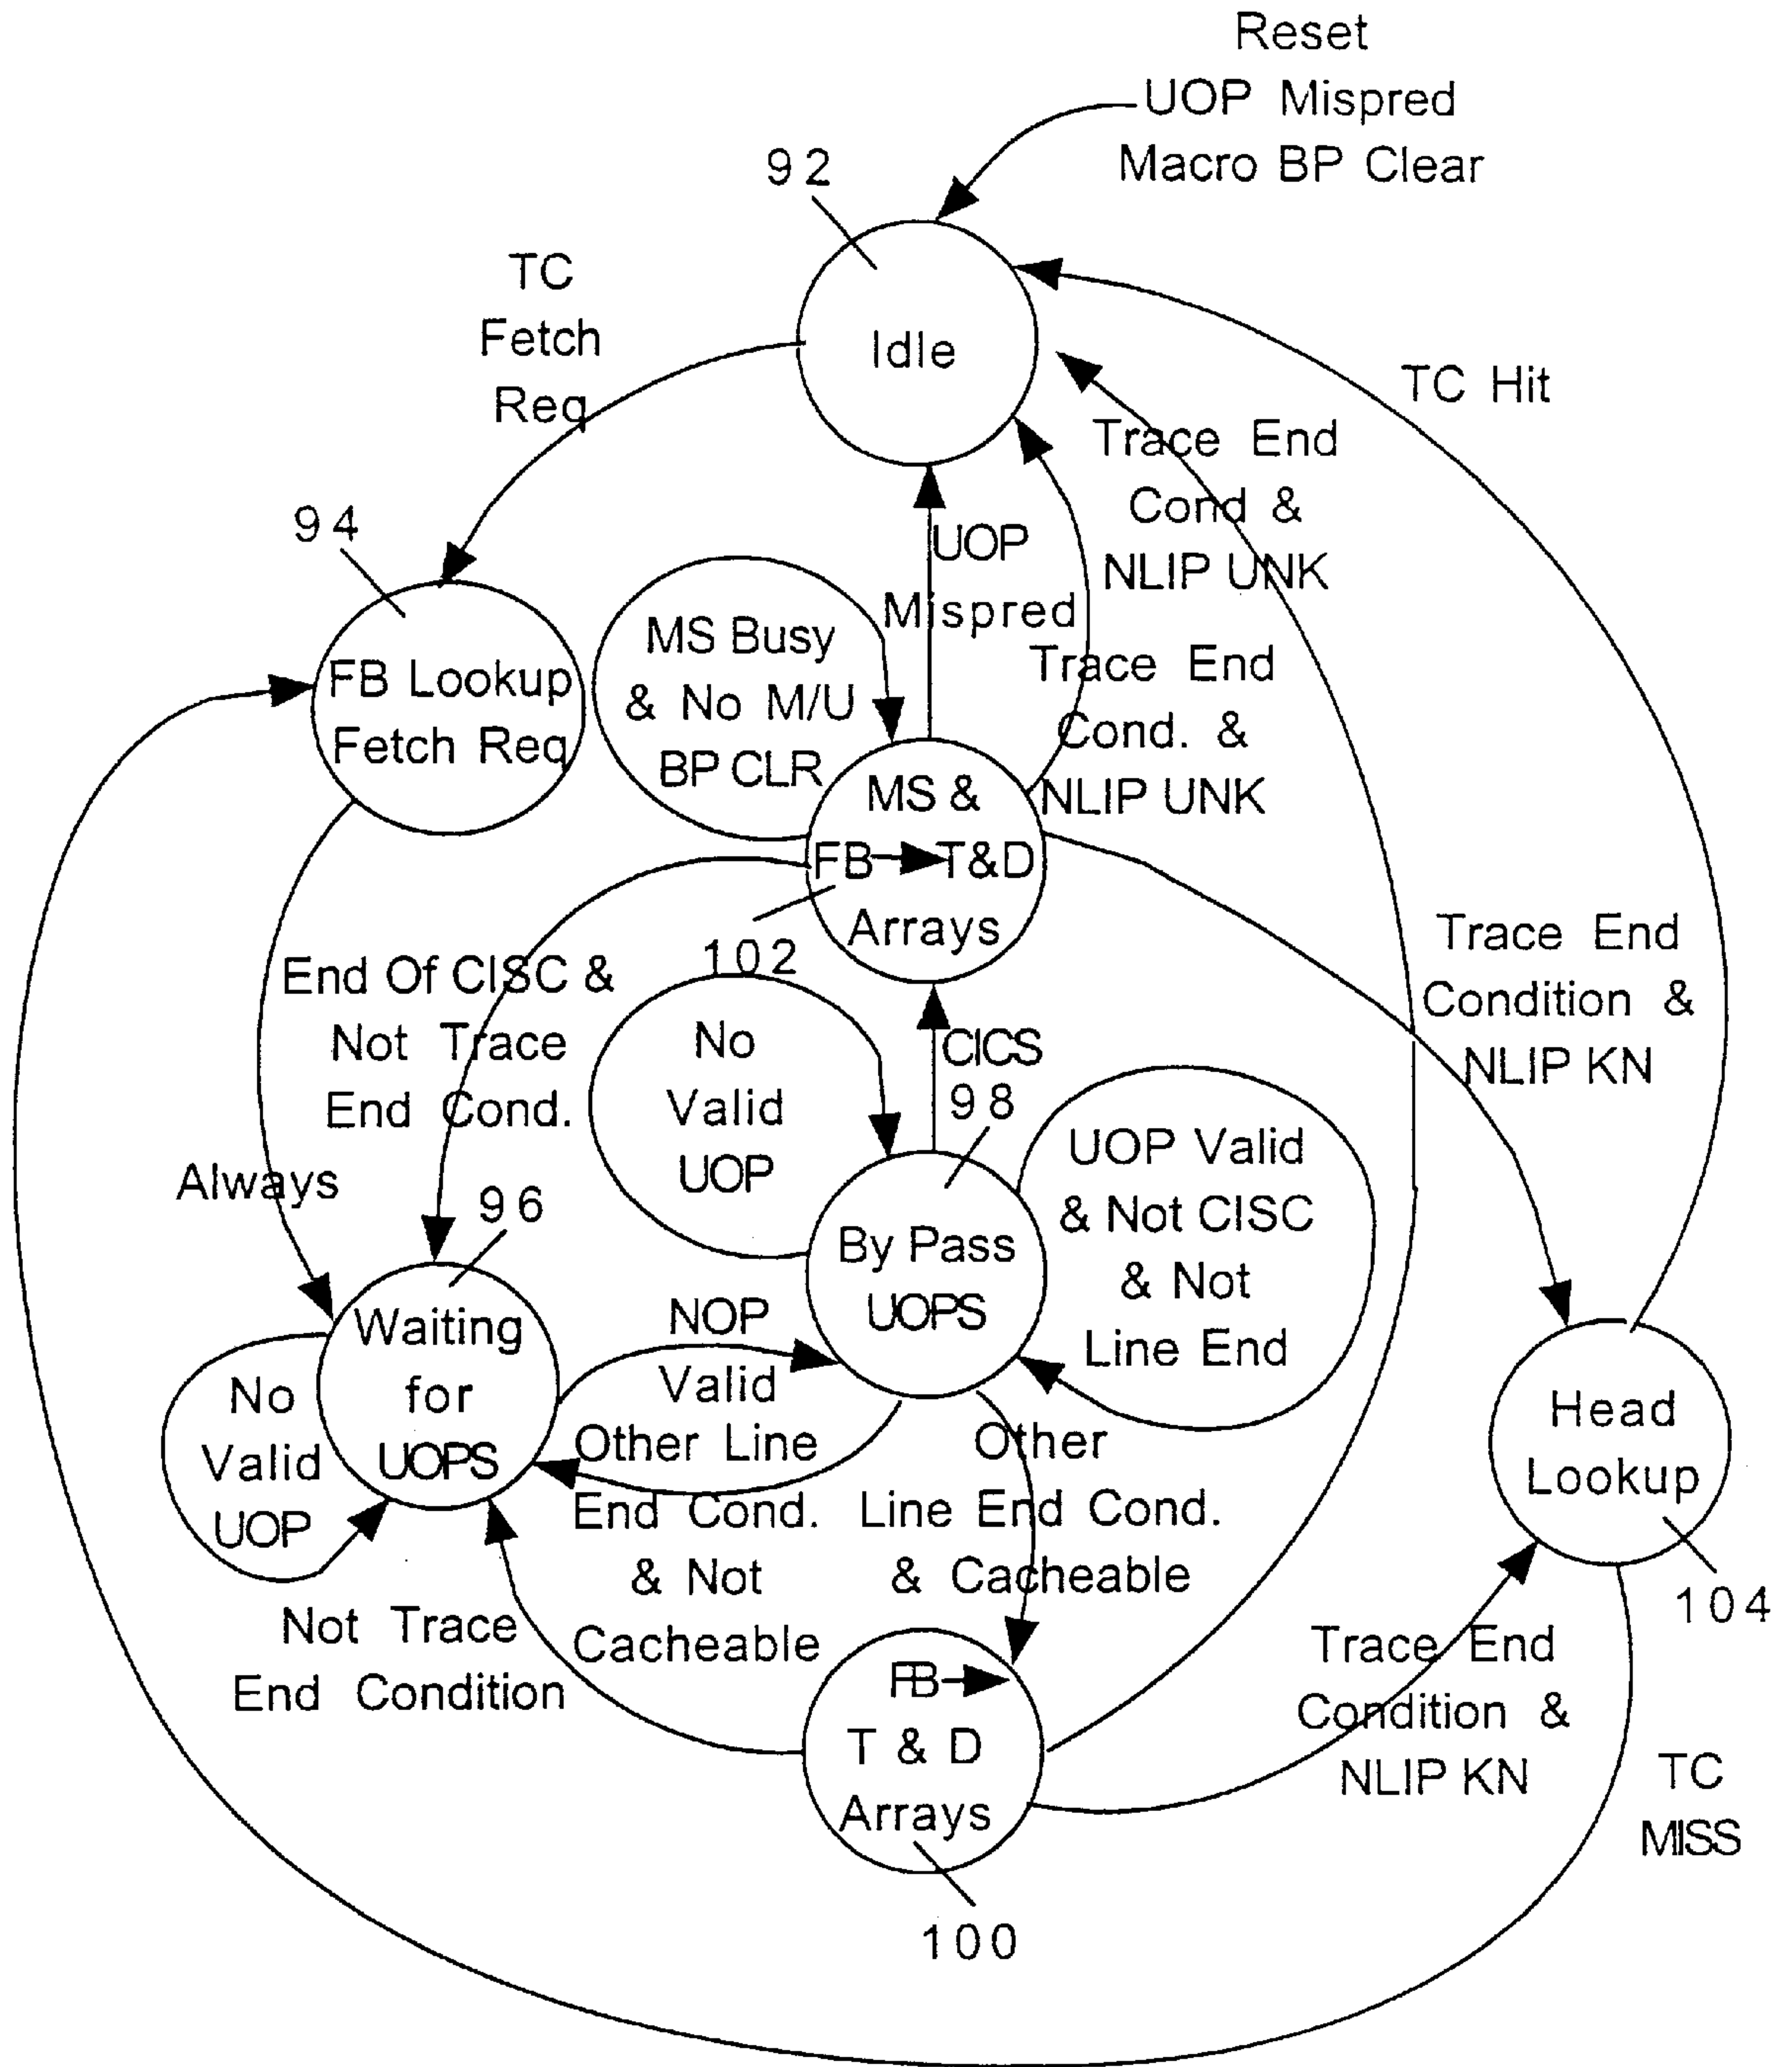 Reset
UOP Mispred
Macro BP Clear
92
TC
Fetch
Req
Idle
TC Hit
Trace End
Cond &
NLIP UNK
94
UOP
Mispred
FB Lookup
Fetch Req
MS Busy
& No M/U
BP CLR
Trace End
Cond. &
NLIP UNK
MS &
FB T&D
Arrays
102
Trace End
Condition &
NLIP KN
End Of CISC &
Not Trace
End Cond.
No
Valid
UOP
CICS
98
UOP Valid
& Not CISC
& Not
Line End
Always
96
By Pass
UOPS
Waiting
for
UOPS
No
Valid
UOP
NOP
Valid
Other Line
End Cond.
& Not
Cacheable
Other
Line End Cond.
& Cacheable
Head
Lookup
104
Not Trace
End Condition
FB
T & D
Arrays
100
Trace End
Condition &
NLIP KN
TC
MISS